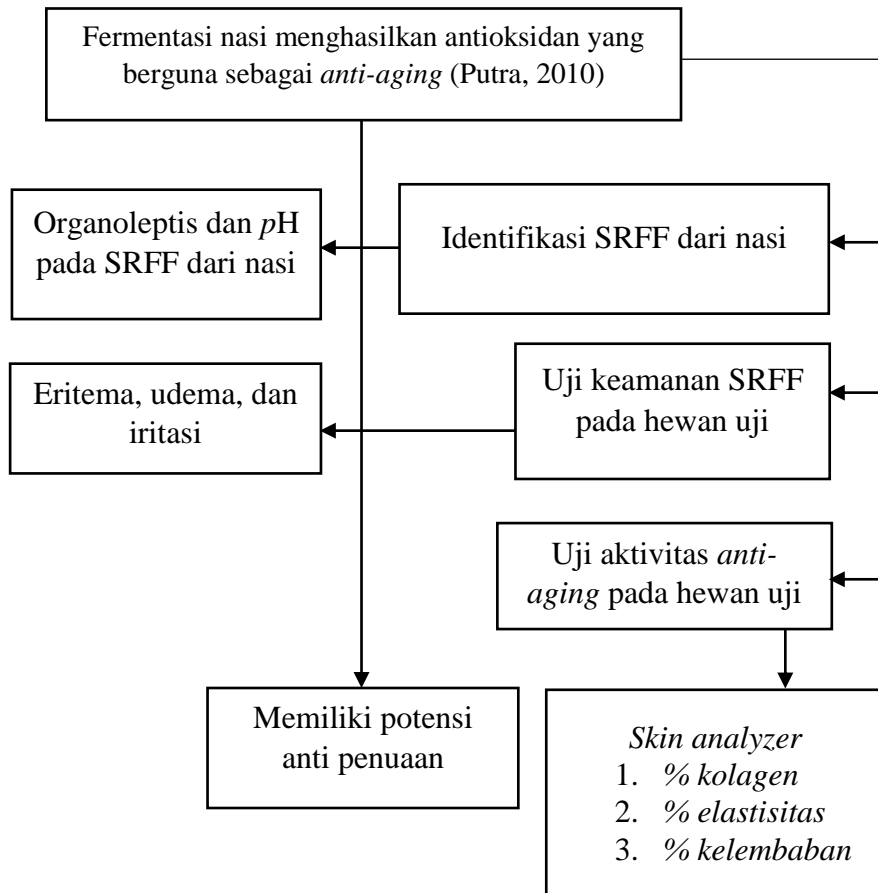 Fermentasi nasi menghasilkan antioksidan yang
berguna sebagai anti-aging (Putra, 2010)
Organoleptis dan pH
pada SRFF dari nasi
Identifikasi SRFF dari nasi
Eritema, udema, dan
iritasi
Uji keamanan SRFF
pada hewan uji
Uji aktivitas anti-
aging pada hewan uji
Memiliki potensi
anti penuaan
Skin analyzer
1. % kolagen
2. % elastisitas
3. % kelembaban